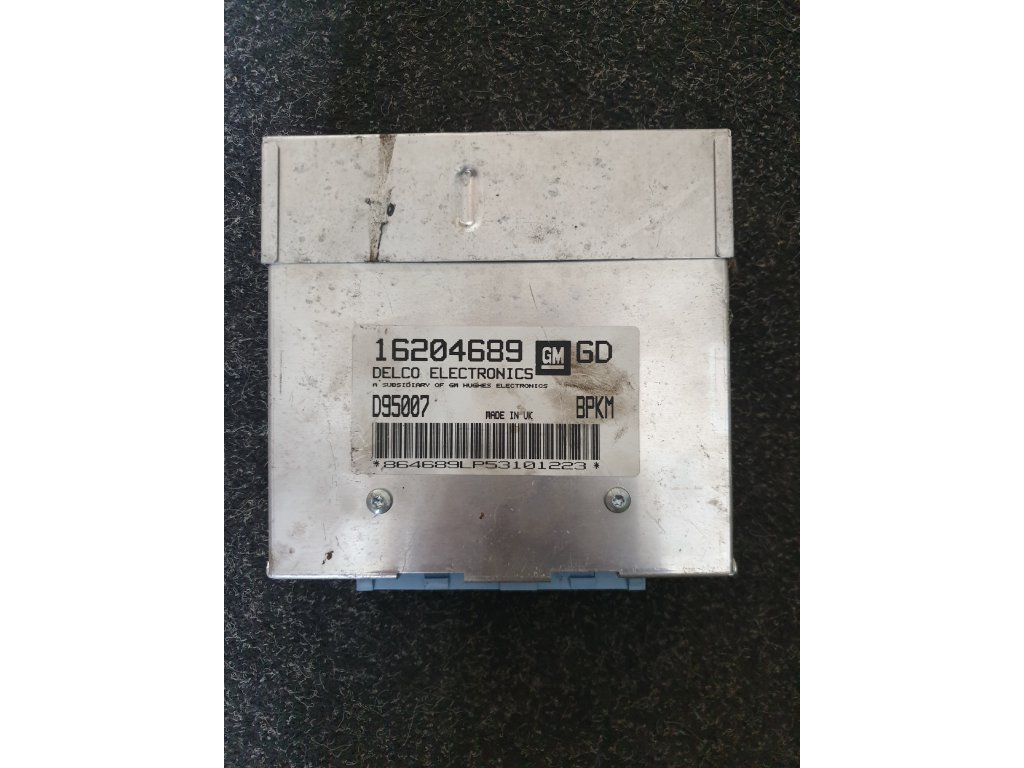 16204689 GM GD
DELCO ELECTRONICS
A SUBSIDIARY OF GM HUGHES ELECTRONICS
D95007 MADE IN UK BPKM
*864689LP53101223*